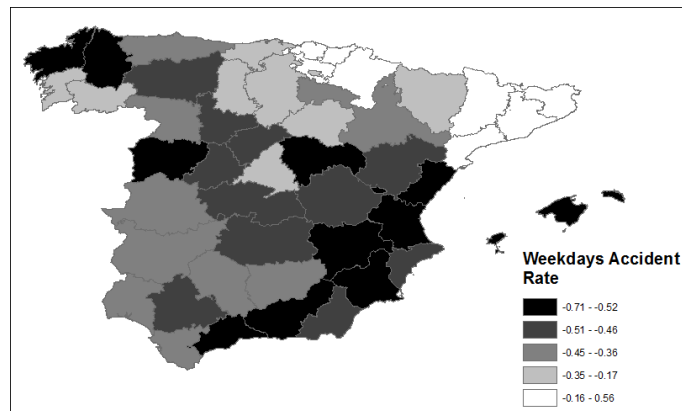 Weekdays Accident
Rate
-0.71 - -0.52
-0.51 - -0.46
-0.45 - -0.36
-0.35 - -0.17
-0.16 - 0.56